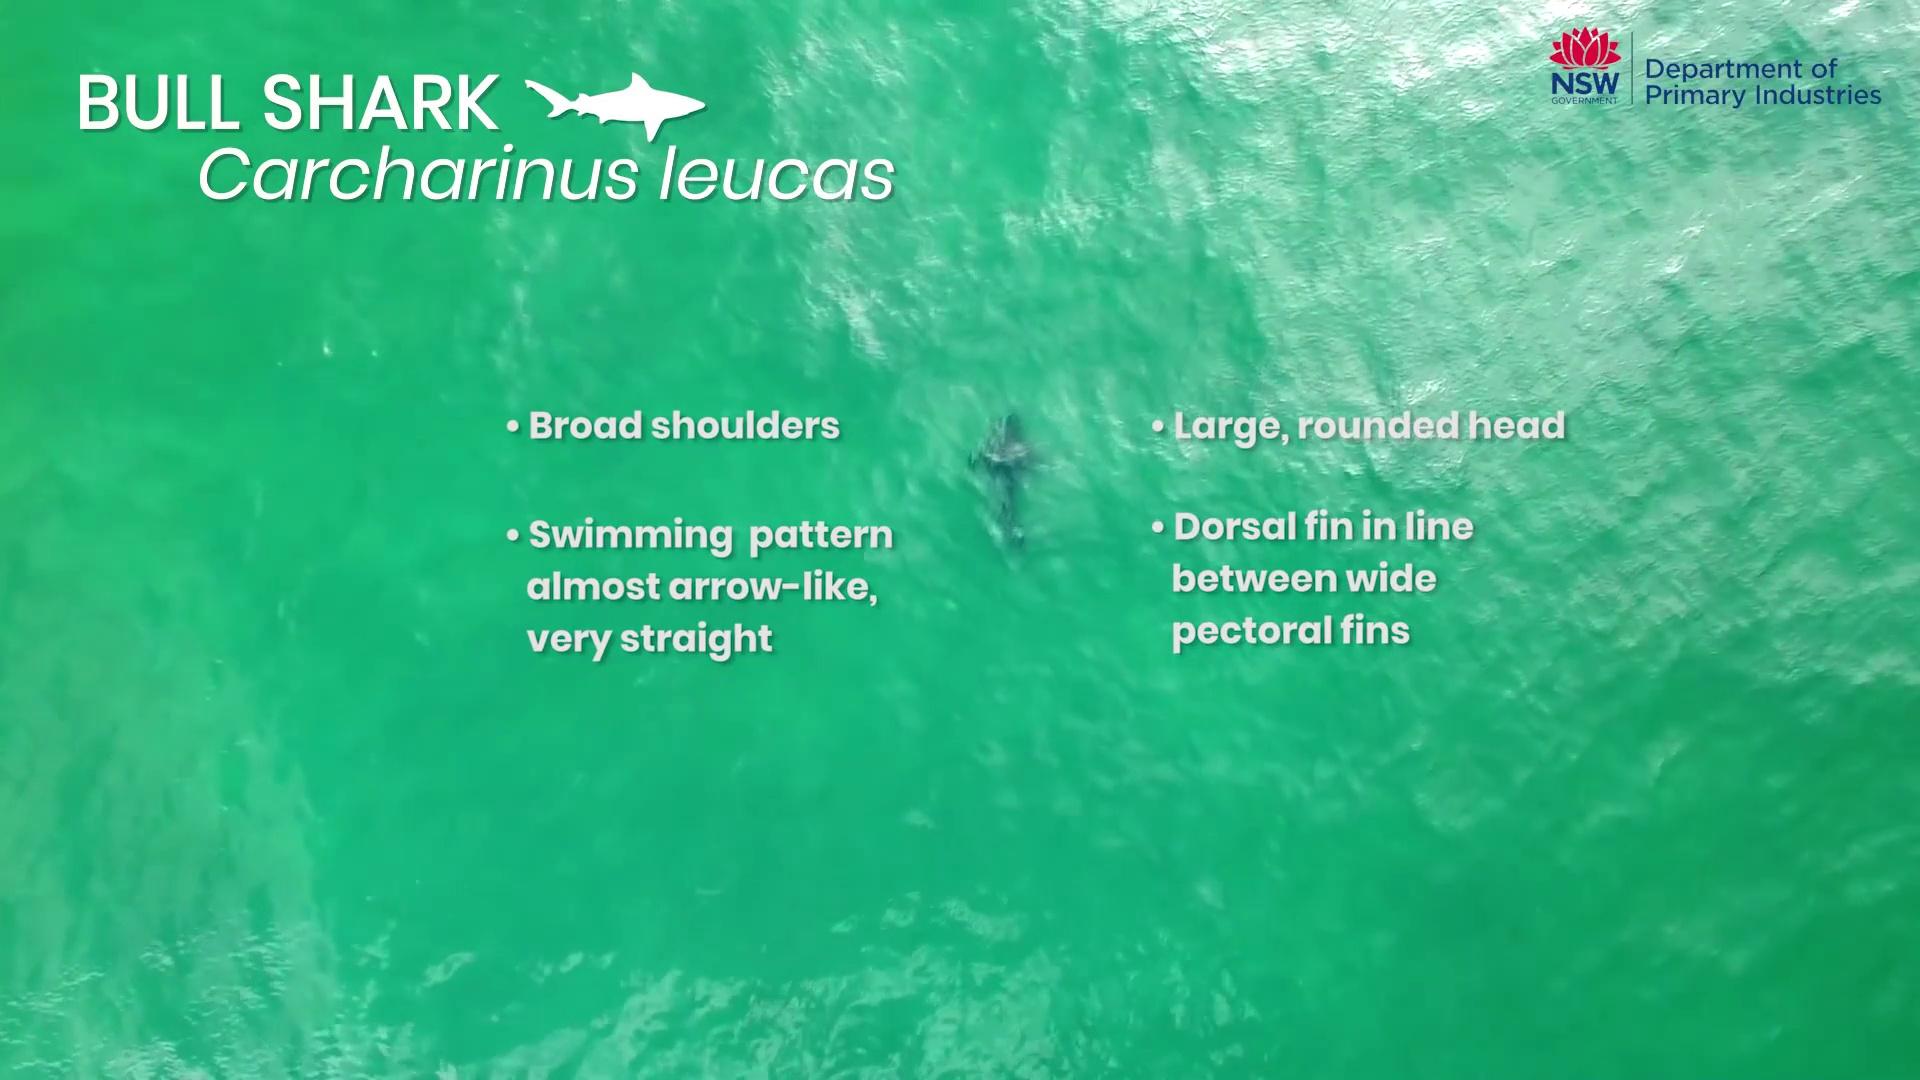 BULL SHARK
Carcharinus leucas
NSW
GOVERNMENT
Department of
Primary Industries
• Broad shoulders
• Swimming pattern
almost arrow-like,
very straight
• Large, rounded head
• Dorsal fin in line
between wide
pectoral fins